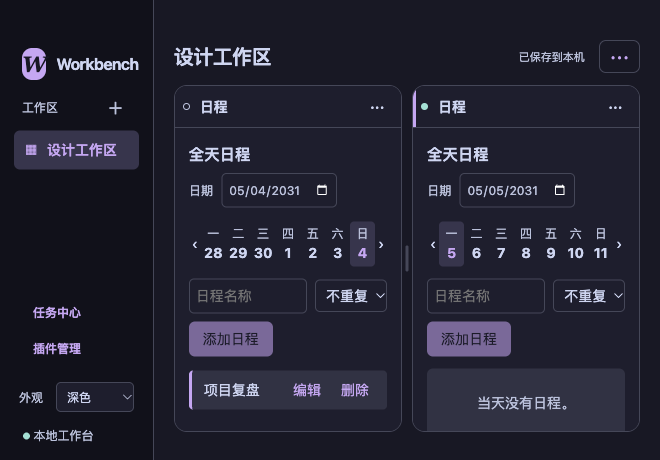 W Workbench
工作区 +
设计工作区
任务中心
插件管理
外观 深色
本地工作台
设计工作区
已保存到本机 ...
日程 ...
全天日程
日期 05/04/2031
一 二 三 四 五 六 日
‹ 28 29 30 1 2 3 4 ›
日程名称 不重复
添加日程
项目复盘 编辑 删除
日程 ...
全天日程
日期 05/05/2031
一 二 三 四 五 六 日
‹ 5 6 7 8 9 10 11 ›
日程名称 不重复
添加日程
当天没有日程。